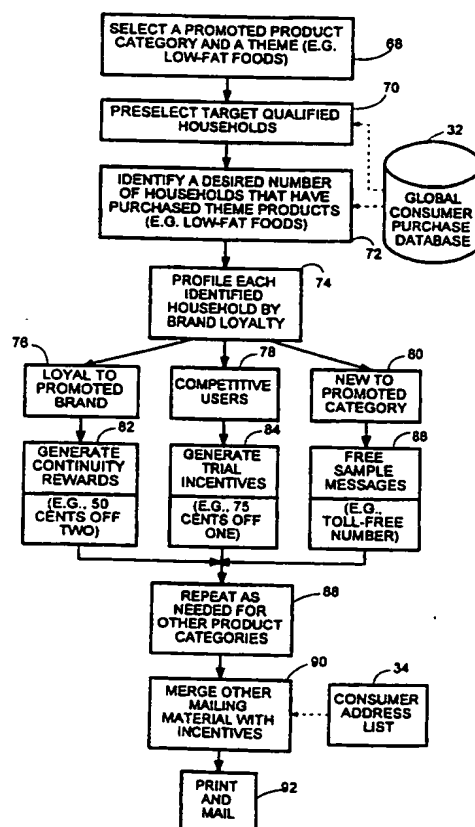 SELECT A PROMOTED PRODUCT
CATEGORY AND A THEME (E.G.
LOW-FAT FOODS)
68
70
PRESELECT TARGET QUALIFIED
HOUSEHOLDS
32
IDENTIFY A DESIRED NUMBER
OF HOUSEHOLDS THAT HAVE
PURCHASED THEME PRODUCTS
(E.G. LOW-FAT FOODS)
GLOBAL
CONSUMER
PURCHASE
DATABASE
72
74
PROFILE EACH
IDENTIFIED
HOUSEHOLD BY
BRAND LOYALTY
76
78
80
LOYAL TO
PROMOTED
BRAND
COMPETITIVE
USERS
NEW TO
PROMOTED
CATEGORY
82
84
88
GENERATE
CONTINUITY
REWARDS
(E.G., 50
CENTS OFF
TWO)
GENERATE
TRIAL
INCENTIVES
(E.G., 75
CENTS OFF
ONE)
FREE
SAMPLE
MESSAGES
(E.G.,
TOLL-FREE
NUMBER)
88
REPEAT AS
NEEDED FOR
OTHER PRODUCT
CATEGORIES
90
34
MERGE OTHER
MAILING
MATERIAL WITH
INCENTIVES
CONSUMER
ADDRESS
LIST
PRINT
AND
MAIL
92